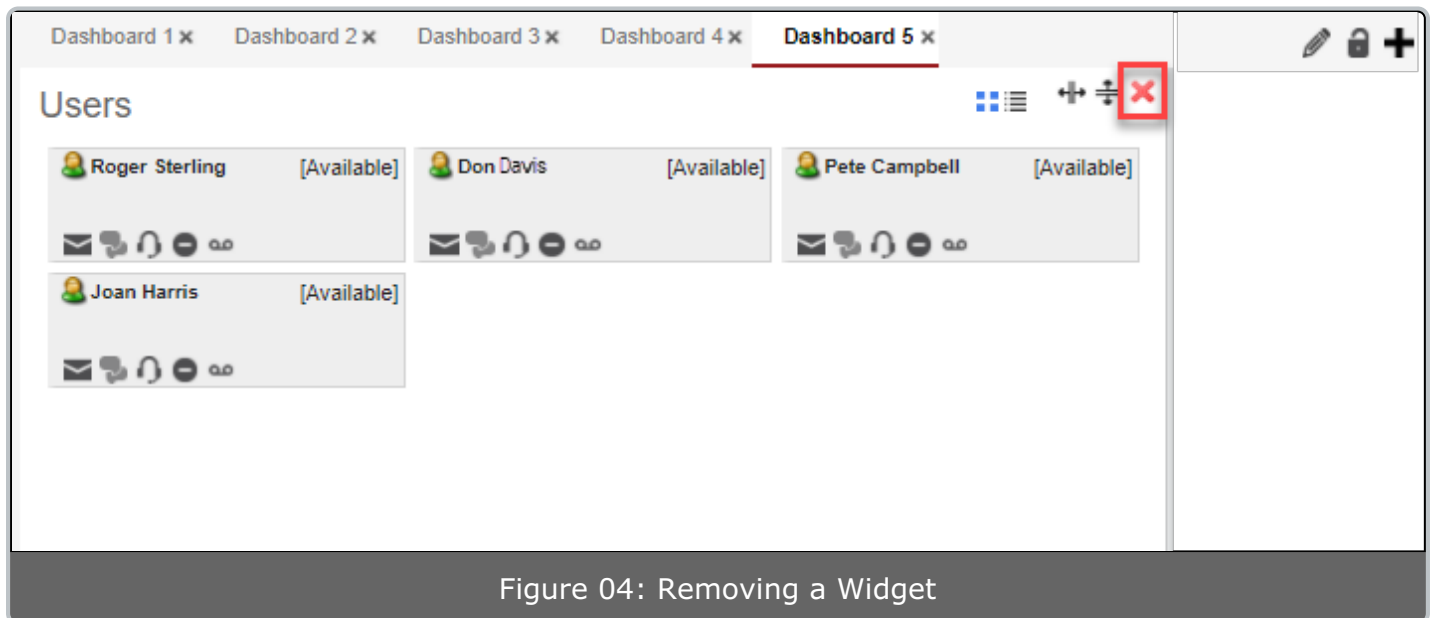 Dashboard 1 Dashboard 2 Dashboard 3 Dashboard 4 Dashboard 5
Users
Roger Sterling [Available] Don Davis [Available] Pete Campbell [Available]
Joan Harris [Available]
Figure 04: Removing a Widget